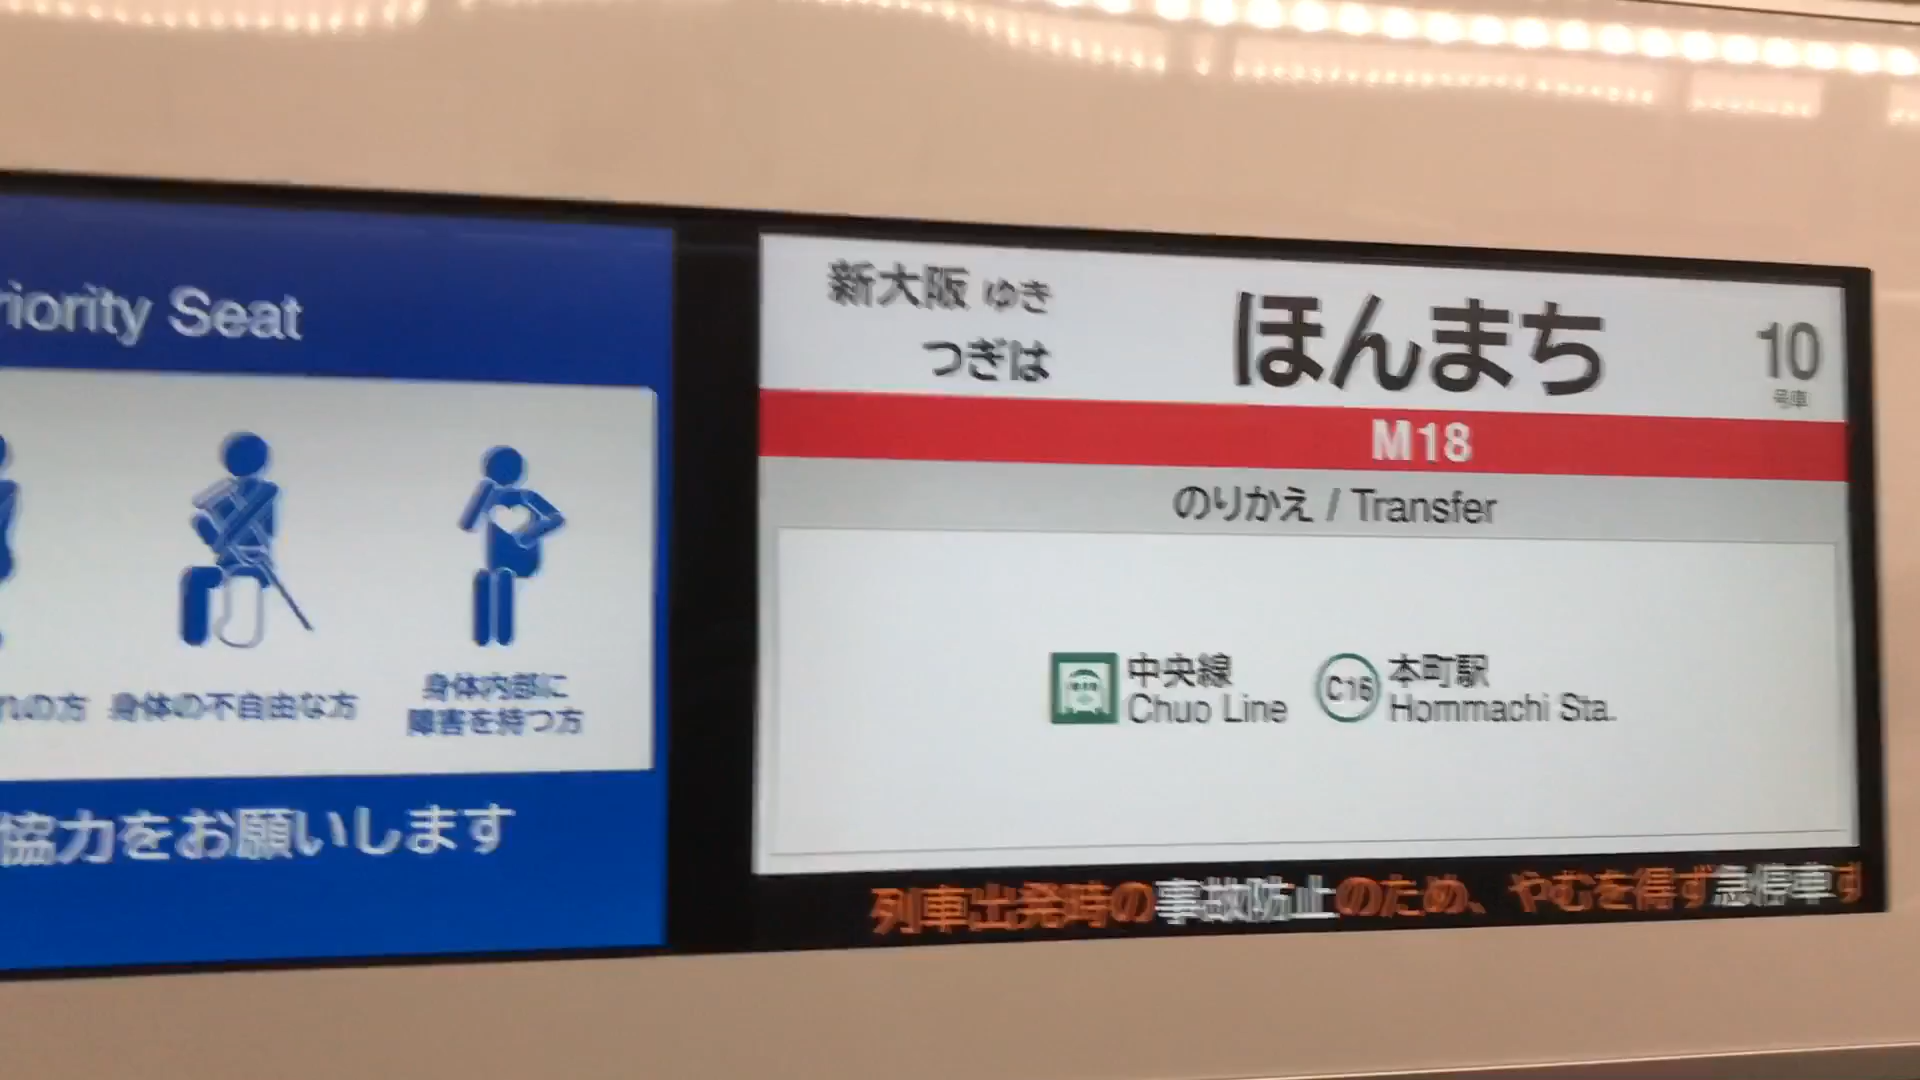 riority Seat
れの方
身体の不自由な方
身体内部に
障害を持つ方
協力をお願いします
新大阪 ゆき
つぎは
ほんまち
10
号車
M18
のりかえ / Transfer
中央線
Chuo Line
C16
本町駅
Hommachi Sta.
列車出発時の事故防止のため、やむを得ず急停車す